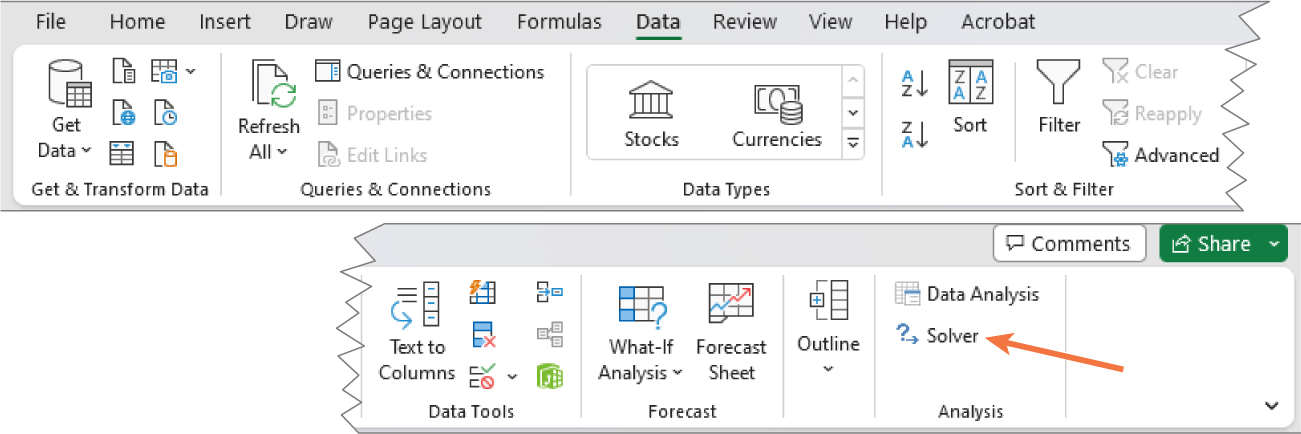 File Home Insert Draw Page Layout Formulas Data Review View Help Acrobat
Get
Data
Get & Transform Data
Refresh
All
Queries & Connections
Properties
Edit Links
Queries & Connections
Stocks
Currencies
Data Types
A
Z
Z
A
Z A
A Z
Sort
Filter
Clear
Reapply
Advanced
Sort & Filter
Comments
Share
Text to
Columns
Data Tools
What-If
Analysis
Forecast
Sheet
Forecast
Outline
Data Analysis
? Solver
Analysis